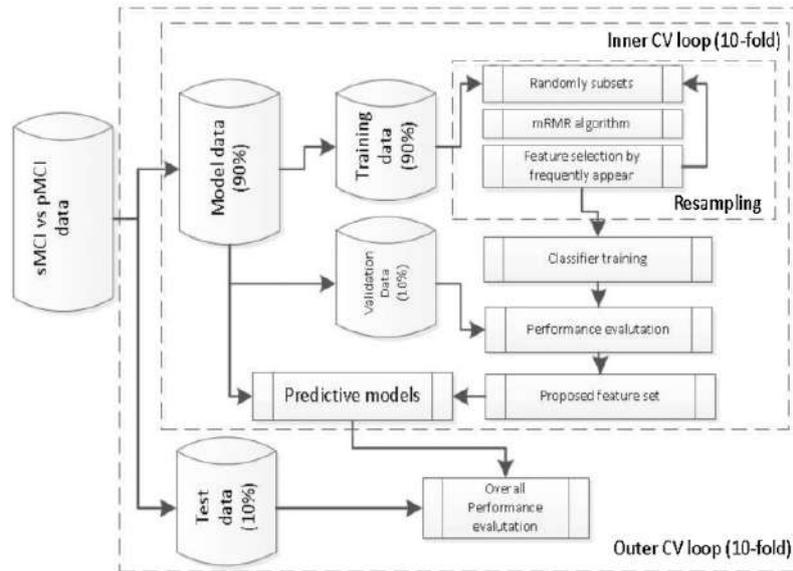 Inner CV loop (10-fold)
Randomly subsets
mRMR algorithm
Feature selection by
frequently appear
Resampling
sMCI vs pMCI
data
Model data
(90%)
Training
data
(90%)
Validation
Data
(10%)
Classifier training
Performance evalutation
Proposed feature set
Predictive models
Test
data
(10%)
Overall
Performance
evalutation
Outer CV loop (10-fold)